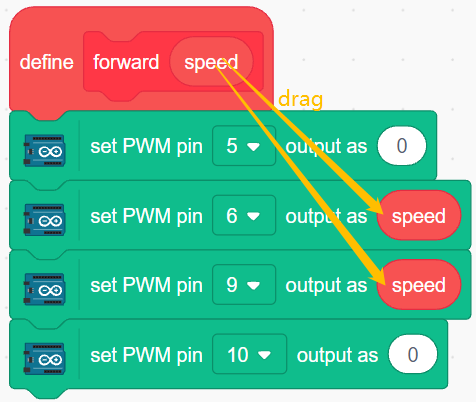 define forward speed
drag
set PWM pin 5 output as 0
set PWM pin 6 output as speed
set PWM pin 9 output as speed
set PWM pin 10 output as 0